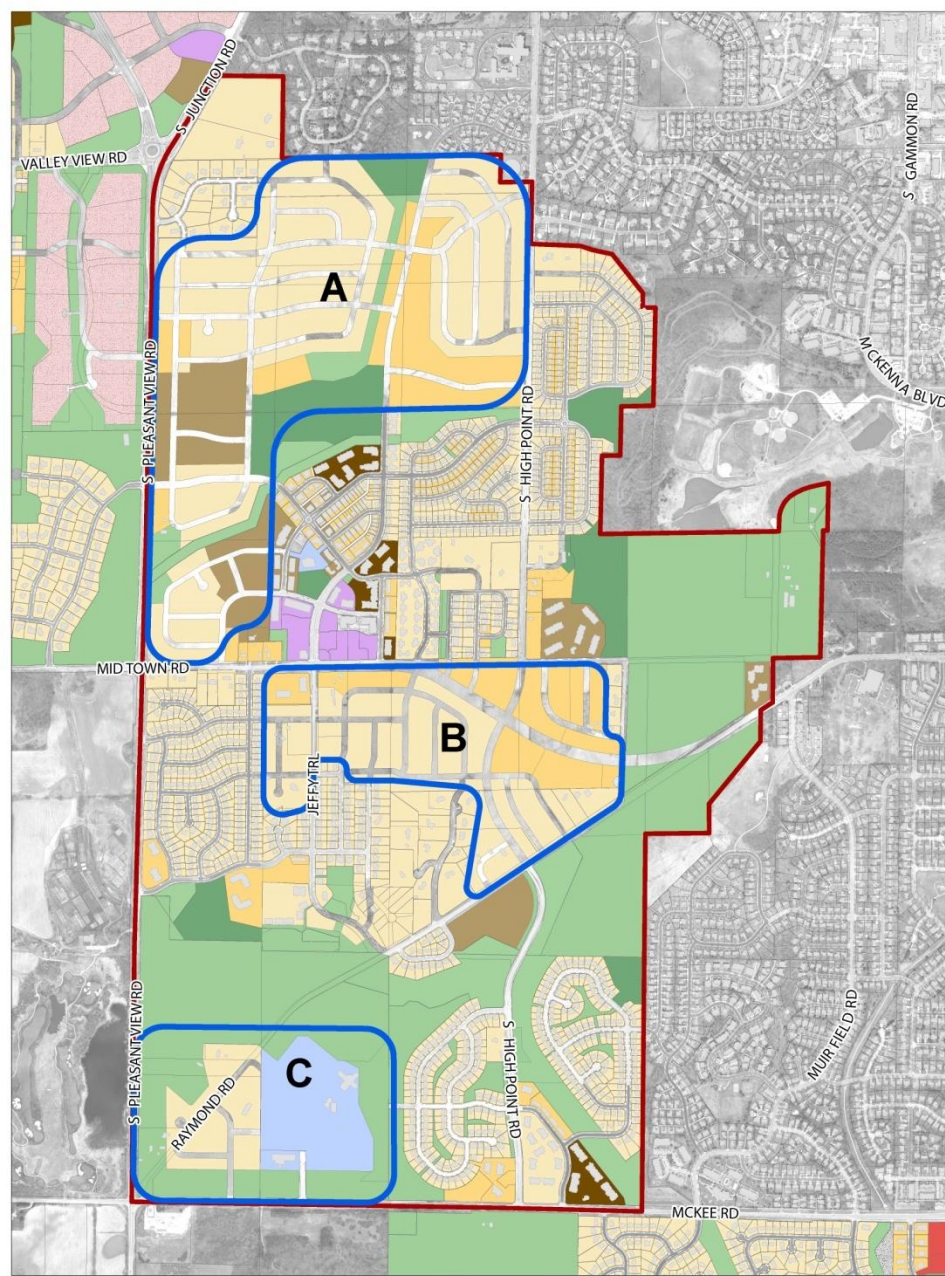 S JUNCTION RD
VALLEY VIEW RD
S GAMMON RD
A
MCKENNA BLVD
S PLEASANT VIEW RD
S HIGH POINT RD
MID TOWN RD
B
JEFFY TRL
S PLEASANT VIEW RD
C
RAYMOND RD
S HIGH POINT RD
MUIR FIELD RD
MCKEE RD